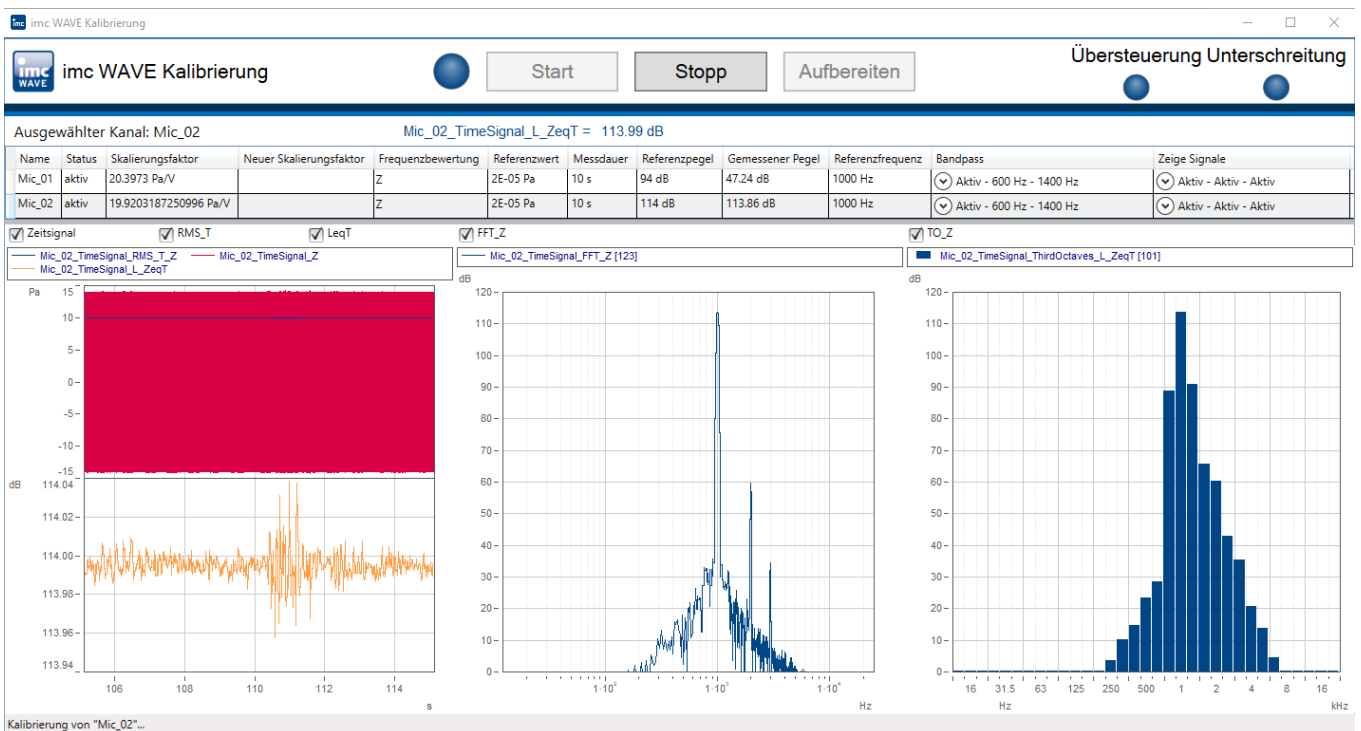 imc imc WAVE Kalibrierung
imc WAVE imc WAVE Kalibrierung Start Stopp Aufbereiten Übersteuerung Unterschreitung
Ausgewählter Kanal: Mic_02 Mic_02_TimeSignal_L_ZeqT = 113.99 dB
Name Status Skalierungsfaktor Neuer Skalierungsfaktor Frequenzbewertung Referenzwert Messdauer Referenzpegel Gemessener Pegel Referenzfrequenz Bandpass Zeige Signale
Mic_01 aktiv 20.3973 Pa/V Z 2E-05 Pa 10 s 94 dB 47.24 dB 1000 Hz Aktiv - 600 Hz - 1400 Hz Aktiv - Aktiv - Aktiv
Mic_02 aktiv 19.9203187250996 Pa/V Z 2E-05 Pa 10 s 114 dB 113.86 dB 1000 Hz Aktiv - 600 Hz - 1400 Hz Aktiv - Aktiv - Aktiv
Zeitsignal RMS_T LeqT FFT_Z TO_Z
Mic_02_TimeSignal_RMS_T_Z Mic_02_TimeSignal_Z
Mic_02_TimeSignal_L_ZeqT
Mic_02_TimeSignal_FFT_Z [123]
Mic_02_TimeSignal_ThirdOctaves_L_ZeqT [101]
Pa
15
10
5
0
-5
-10
-15
dB
114.04
114.02
114.00
113.98
113.96
113.94
106 108 110 112 114
s
dB
120
110
100
90
80
70
60
50
40
30
20
10
0
1·10² 1·10³ 1·10⁴
Hz
dB
120
110
100
90
80
70
60
50
40
30
20
10
0
16 31.5 63 125 250 500 1 2 4 8 16
Hz kHz
Kalibrierung von "Mic_02"...